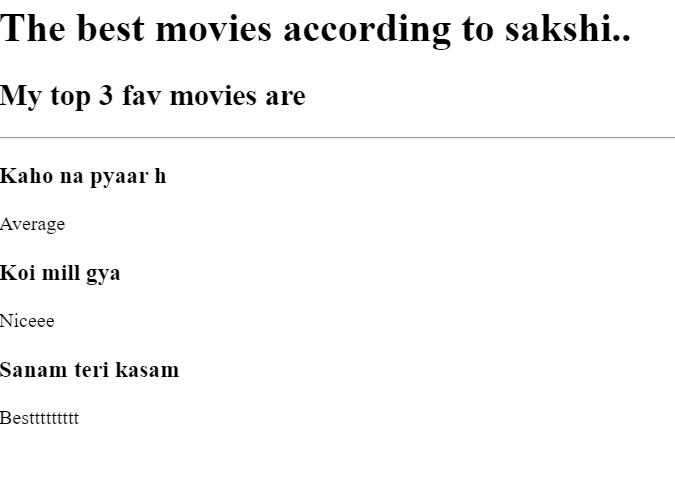 The best movies according to sakshi..
My top 3 fav movies are
Kaho na pyaar h
Average
Koi mill gya
Niceee
Sanam teri kasam
Besttttttttt